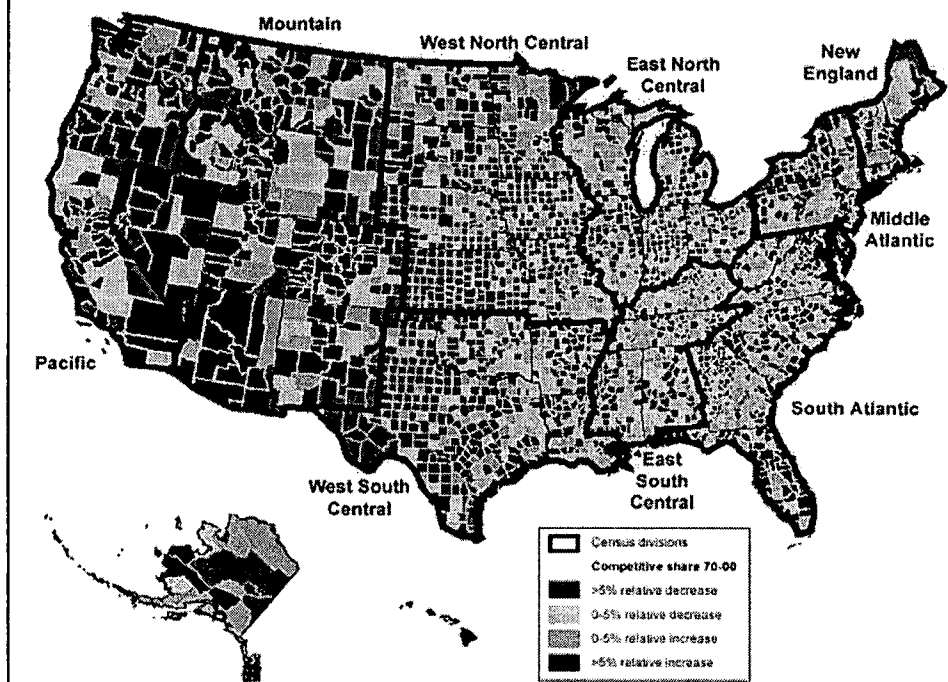 Mountain
West North Central
East North
Central
New
England
Middle
Atlantic
Pacific
South Atlantic
West South
Central
East
South
Central
Census divisions
Competitive share 70-00
>5% relative decrease
0-5% relative decrease
0-5% relative increase
>5% relative increase